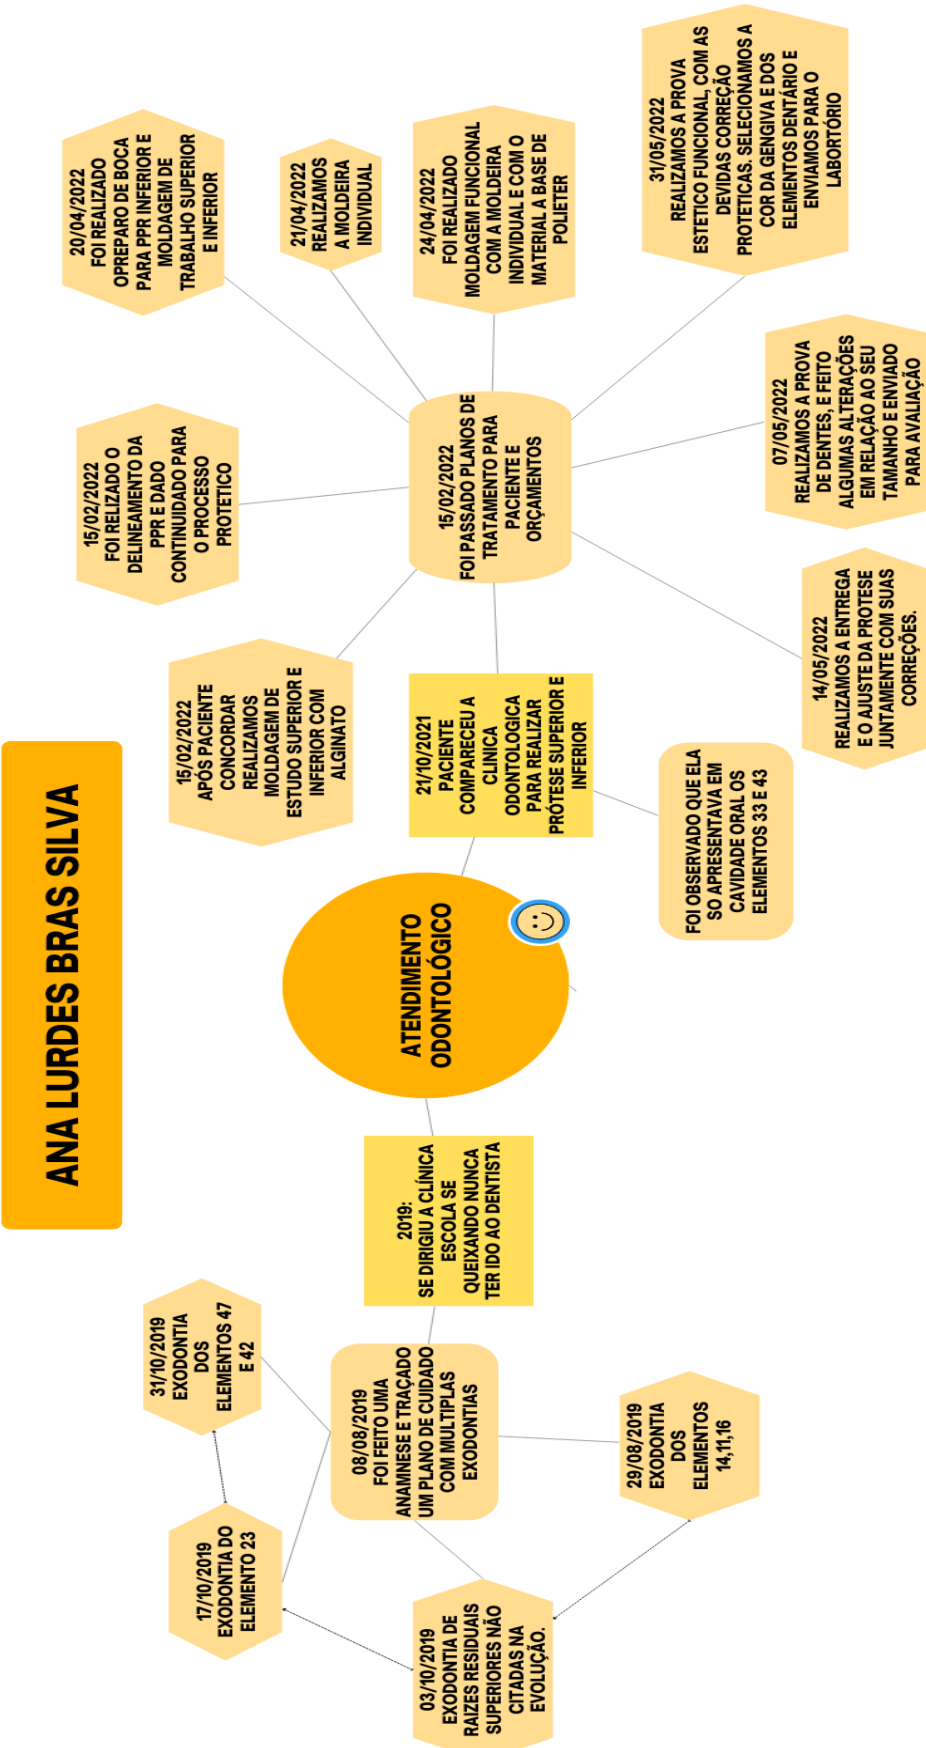 ANA LURDES BRAS SILVA
31/10/2019
EXODONTIA
DOS
ELEMENTOS 47
E 42
17/10/2019
EXODONTIA DO
ELEMENTO 23
08/08/2019
FOI FEITO UMA
ANAMNESE E TRAÇADO
UM PLANO DE CUIDADO
COM MULTIPLAS
EXODONTIAS
03/10/2019
EXODONTIA DE
RAIZES RESIDUAIS
SUPERIORES NÃO
CITADAS NA
EVOLUÇÃO.
29/08/2019
EXODONTIA
DOS
ELEMENTOS
14,11,16
2019:
SE DIRIGIU A CLÍNICA
ESCOLA SE
QUEIXANDO NUNCA
TER IDO AO DENTISTA
ATENDIMENTO
ODONTOLÓGICO
21/10/2021
PACIENTE
COMPARECEU A
CLINICA
ODONTOLOGICA
PARA REALIZAR
PRÓTESE SUPERIOR E
INFERIOR
FOI OBSERVADO QUE ELA
SO APRESENTAVA EM
CAVIDADE ORAL OS
ELEMENTOS 33 E 43
15/02/2022
FOI PASSADO PLANOS DE
TRATAMENTO PARA
PACIENTE E
ORÇAMENTOS
15/02/2022
APÓS PACIENTE
CONCORDAR
REALIZAMOS
MOLDAGEM DE
ESTUDO SUPERIOR E
INFERIOR COM
ALGINATO
15/02/2022
FOI RELIZADO O
DELINEAMENTO DA
PPR E DADO
CONTINUIDADO PARA
O PROCESSO
PROTETICO
20/04/2022
FOI REALIZADO
OPREPARO DE BOCA
PARA PPR INFERIOR E
MOLDAGEM DE
TRABALHO SUPERIOR
E INFERIOR
21/04/2022
REALIZAMOS
A MOLDEIRA
INDIVIDUAL
24/04/2022
FOI REALIZADO
MOLDAGEM FUNCIONAL
COM A MOLDEIRA
INDIVIDUAL E COM O
MATERIAL A BASE DE
POLIETER
31/05/2022
REALIZAMOS A PROVA
ESTETICO FUNCIONAL, COM AS
DEVIDAS CORREÇÃO
PROTETICAS. SELECIONAMOS A
COR DA GENGIVA E DOS
ELEMENTOS DENTÁRIO E
ENVIAMOS PARA O
LABORTÓRIO
07/05/2022
REALIZAMOS A PROVA
DE DENTES, E FEITO
ALGUMAS ALTERAÇÕES
EM RELAÇÃO AO SEU
TAMANHO E ENVIADO
PARA AVALIAÇÃO
14/05/2022
REALIZAMOS A ENTREGA
E O AJUSTE DA PROTESE
JUNTAMENTE COM SUAS
CORREÇÕES.